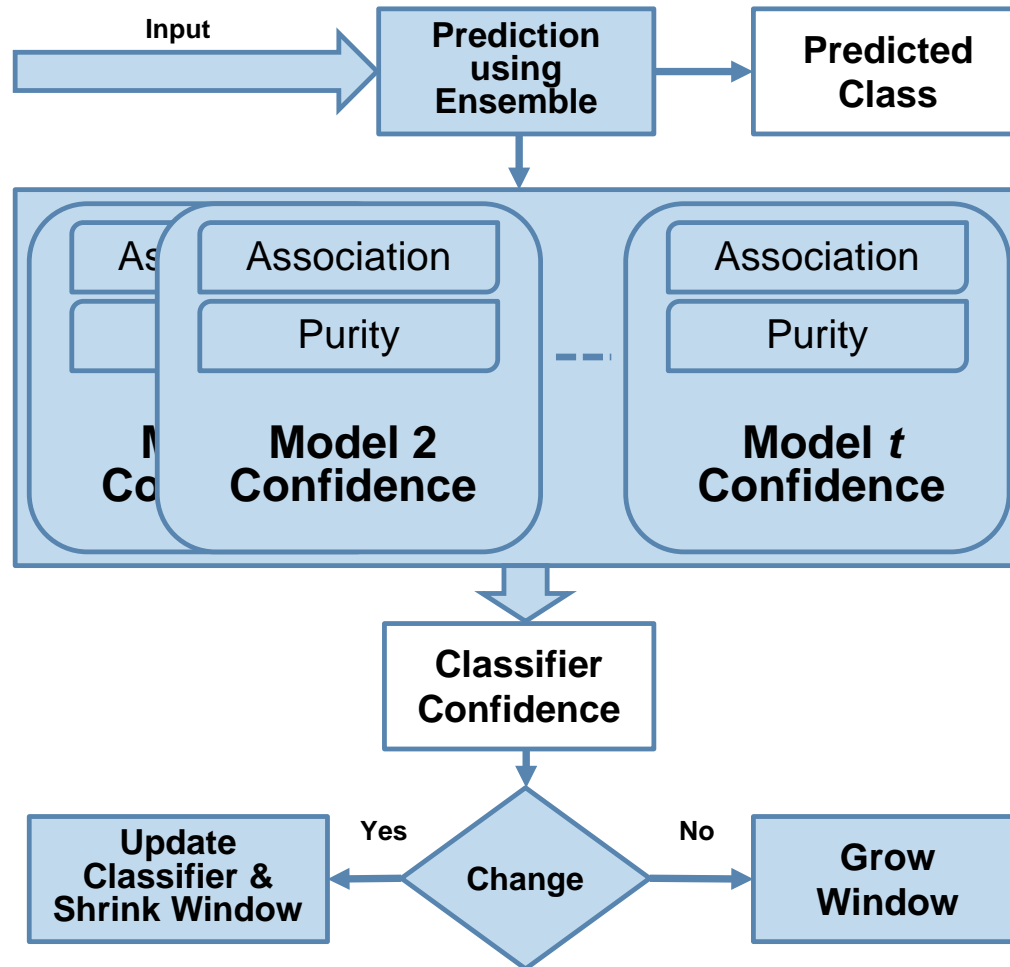 Input
Prediction
using
Ensemble
Predicted
Class
Association
Purity
Model 2
Confidence
Association
Purity
Model t
Confidence
Classifier
Confidence
Change
Yes
No
Update
Classifier &
Shrink Window
Grow
Window